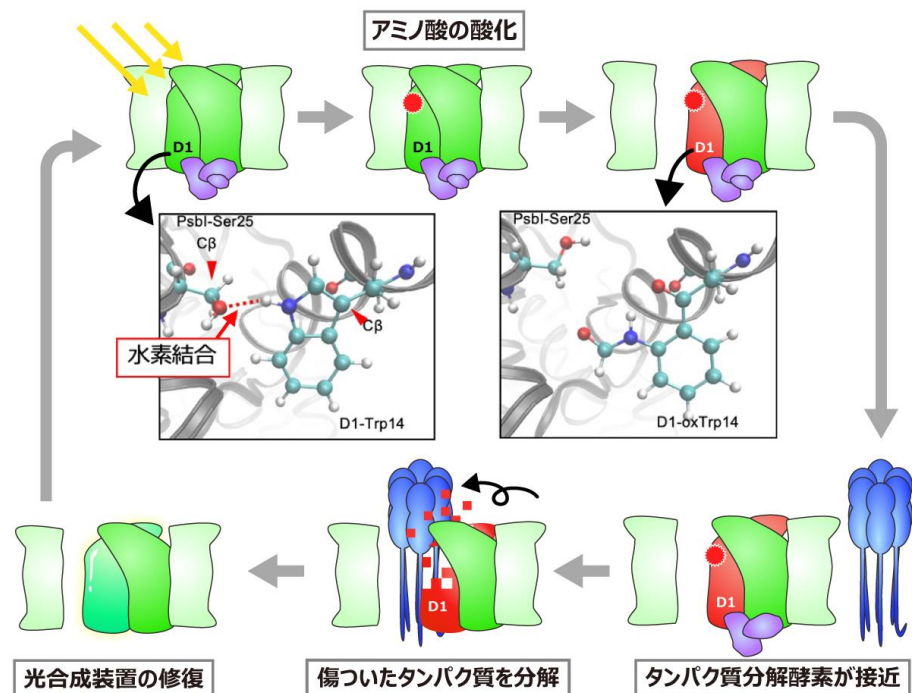 アミノ酸の酸化
D1
D1
D1
PsbI-Ser25
Cβ
水素結合
Cβ
D1-Trp14
PsbI-Ser25
D1-oxTrp14
D1
D1
光合成装置の修復
傷ついたタンパク質を分解
タンパク質分解酵素が接近